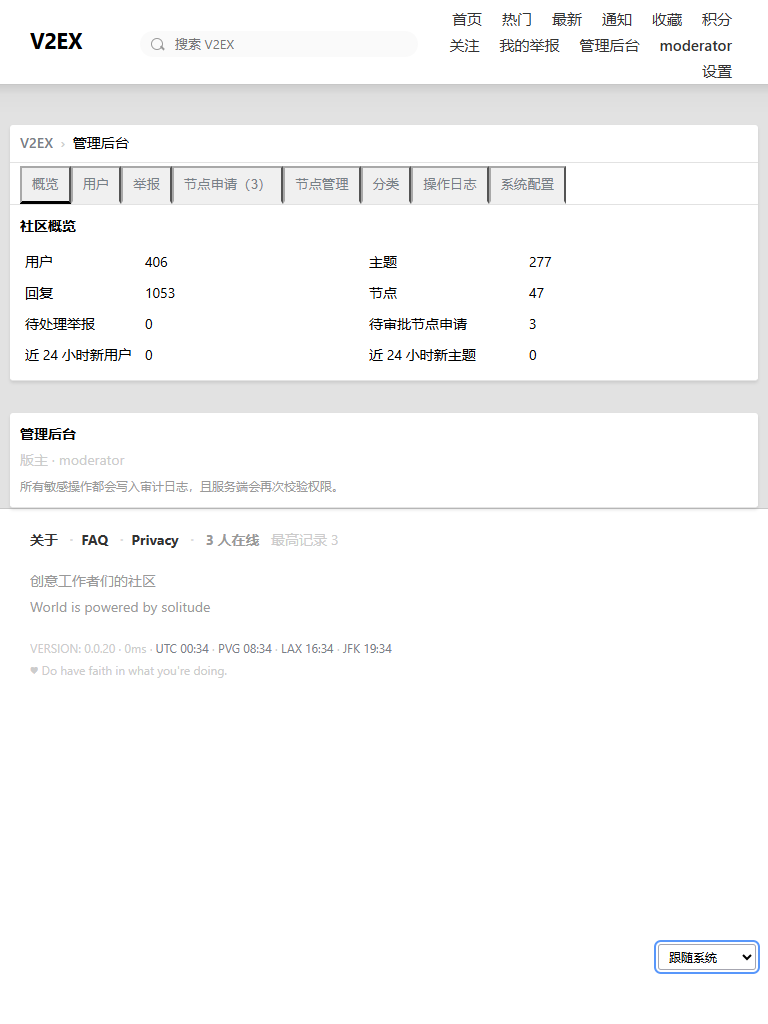 V2EX
搜索 V2EX
首页 热门 最新 通知 收藏 积分
关注 我的举报 管理后台 moderator
设置
V2EX › 管理后台
概览 用户 举报 节点申请（3） 节点管理 分类 操作日志 系统配置
社区概览
用户 406 主题 277
回复 1053 节点 47
待处理举报 0 待审批节点申请 3
近 24 小时新用户 0 近 24 小时新主题 0
管理后台
版主 · moderator
所有敏感操作都会写入审计日志，且服务端会再次校验权限。
关于 · FAQ · Privacy · 3 人在线 最高记录 3
创意工作者们的社区
World is powered by solitude
VERSION: 0.0.20 · 0ms · UTC 00:34 · PVG 08:34 · LAX 16:34 · JFK 19:34
♥ Do have faith in what you're doing.
跟随系统